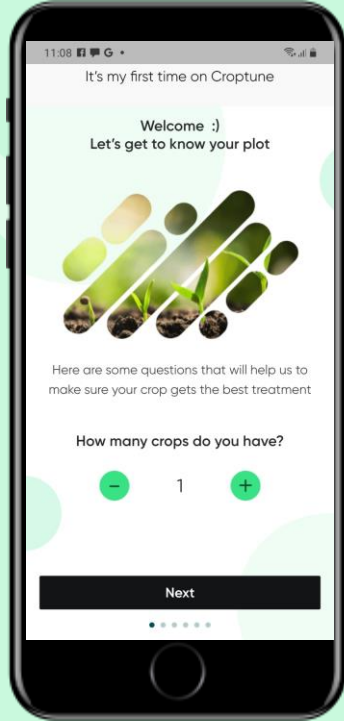 11:08
It's my first time on Croptune
Welcome :)
Let's get to know your plot
Here are some questions that will help us to
make sure your crop gets the best treatment
How many crops do you have?
- 1 +
Next